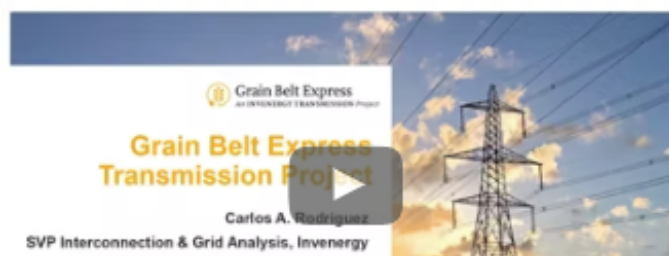 Grain Belt Express
An INVENERGY TRANSMISSION Project
Grain Belt Express
Transmission Project
Carlos A. Rodriguez
SVP Interconnection & Grid Analysis, Invenergy